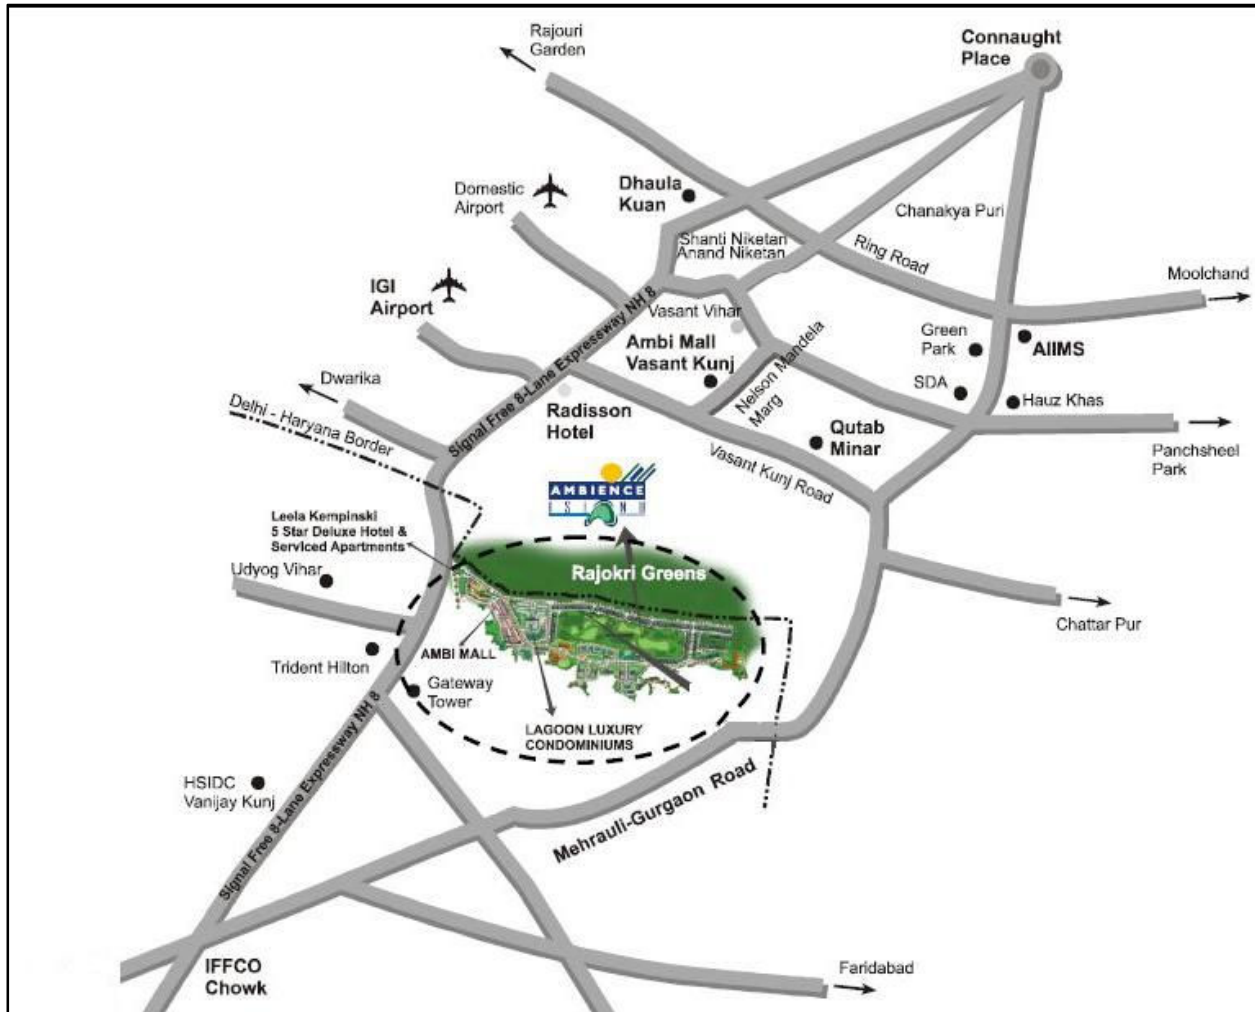 Rajouri
Garden
Connaught
Place
Domestic
Airport
Dhaula
Kuan
Chanakya Puri
Shanti Niketan
Anand Niketan
Ring Road
Moolchand
IGI
Airport
Vasant Vihar
Signal Free 8-Lane Expressway NH 8
Ambi Mall
Vasant Kunj
Nelson Mandela
Marg
Green
Park
AIIMS
SDA
Hauz Khas
Dwarika
Delhi - Haryana Border
Radisson
Hotel
Qutab
Minar
Panchsheel
Park
Vasant Kunj Road
AMBIENCE
Leela Kempinski
5 Star Deluxe Hotel &
Serviced Apartments
Udyog Vihar
Rajokri Greens
Chattar Pur
AMBI MALL
Trident Hilton
Gateway
Tower
LAGOON LUXURY
CONDOMINIUMS
HSIDC
Vanijay Kunj
Signal Free 8-Lane Expressway NH 8
Mehrauli-Gurgaon Road
IFFCO
Chowk
Faridabad